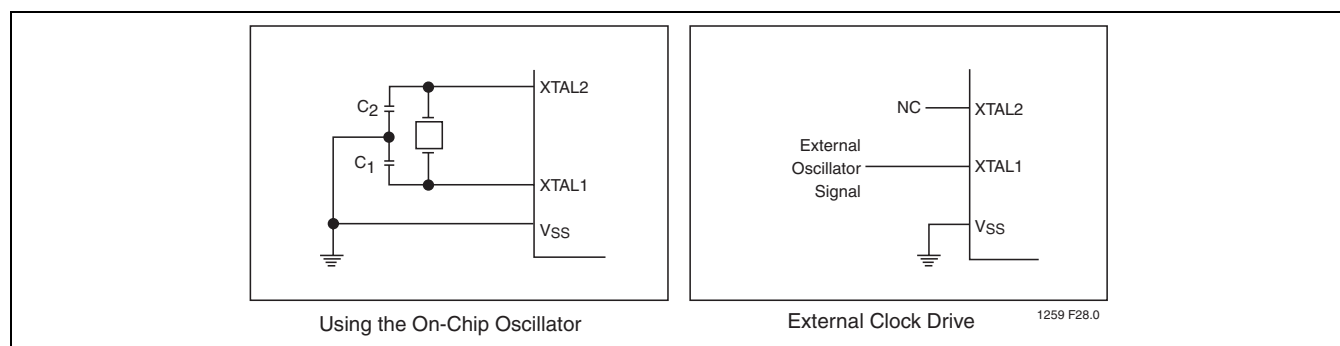 XTAL2
C2
C1
XTAL1
VSS
Using the On-Chip Oscillator
NC
XTAL2
External
Oscillator
Signal
XTAL1
VSS
External Clock Drive
1259 F28.0